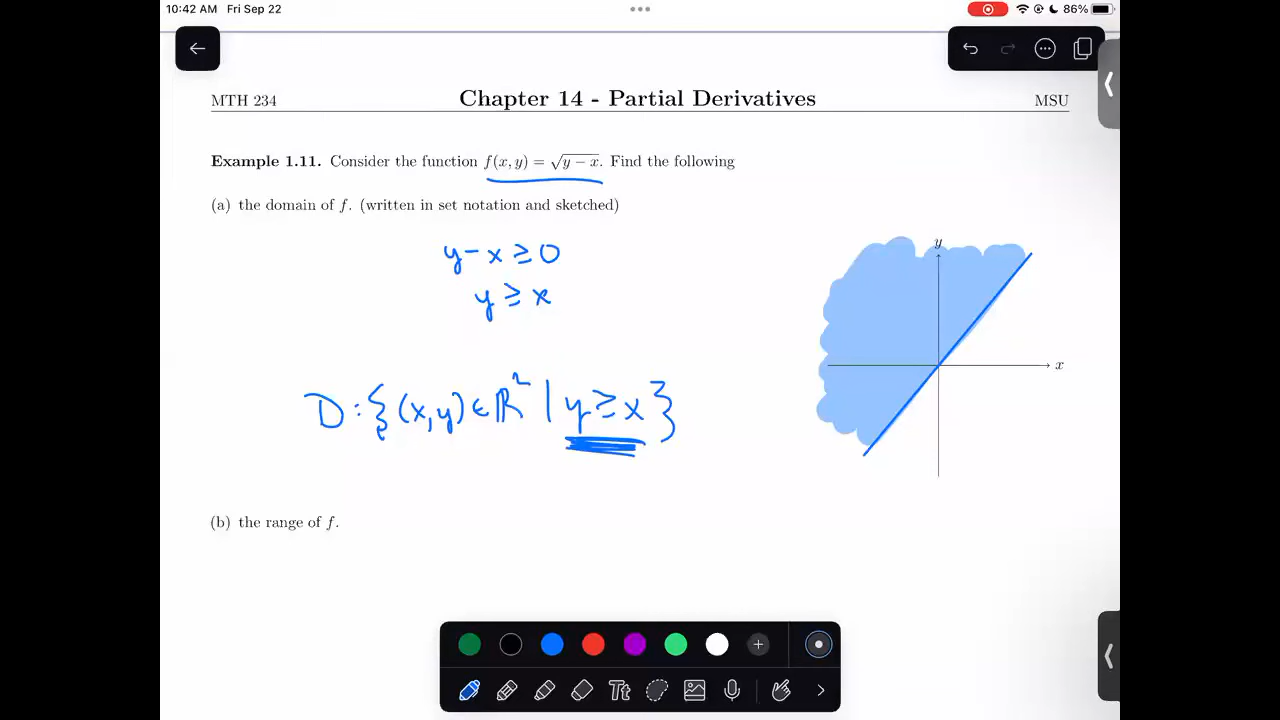 10:42 AM Fri Sep 22
86%
MTH 234 Chapter 14 - Partial Derivatives MSU
Example 1.11. Consider the function f(x, y) = √(y − x). Find the following
(a) the domain of f. (written in set notation and sketched)
y
y-x ≥ 0
y ≥ x
x
D: {(x,y) ∈ ℝ² | y ≥ x}
(b) the range of f.
Tt